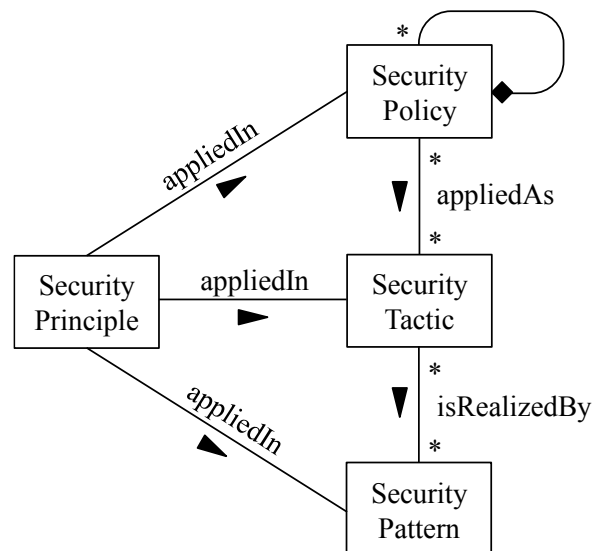 *
Security
Policy
appliedIn
*
appliedAs
*
Security
Principle
appliedIn
Security
Tactic
*
appliedIn
isRealizedBy
*
Security
Pattern